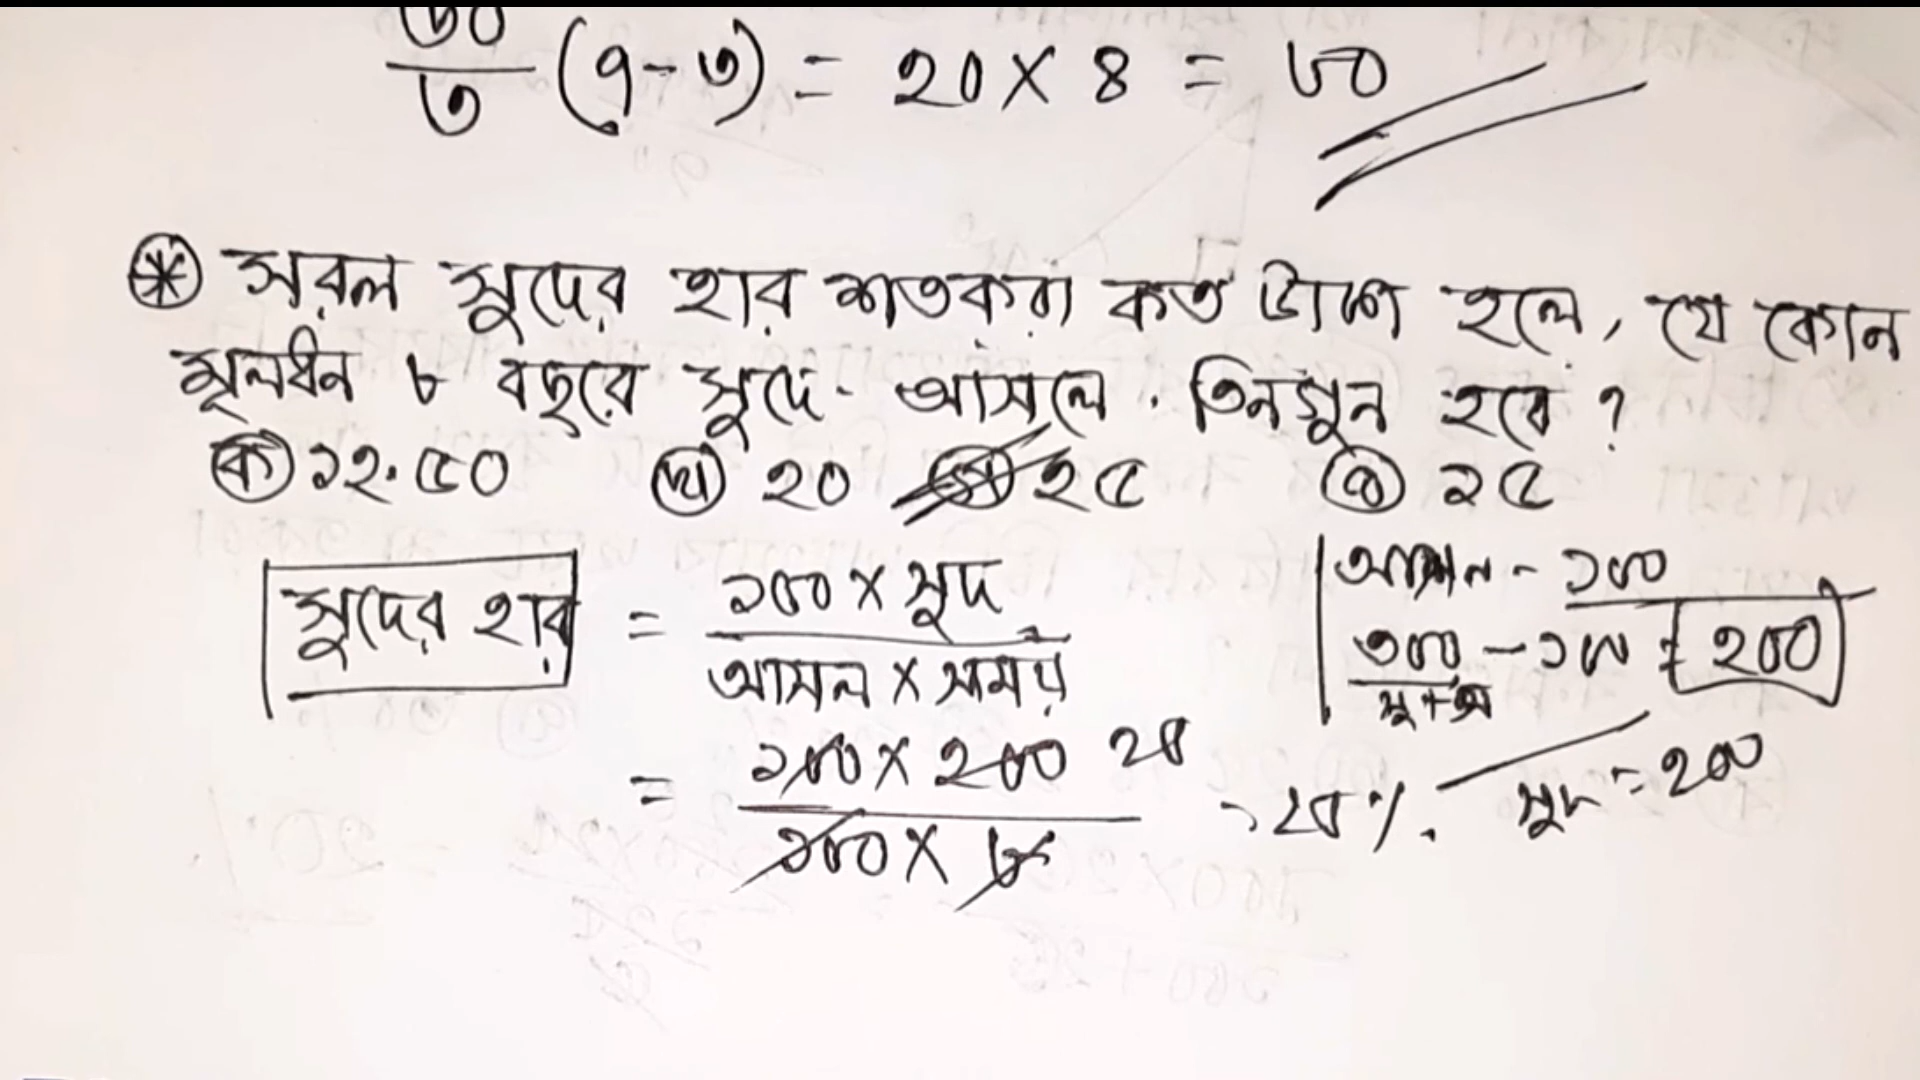 ৬০/৩ (৭-৩) = ২০ X ৪ = ৮০
সরল সুদের হার শতকরা কত টাকা হলে, যে কোন
মূলধন ৮ বছরে সুদে-আসলে তিনগুন হবে ?
ক ১২.৫০ খ ২০ গ ২৫ ঘ ১৫
সুদের হার = ১০০ X সুদ / আসল X সময়
আসল - ১০০
৩০০ - ১০০ = ২০০
সু+আ
= ১০০ X ২০০ / ১০০ X ৮ ২৫ = ২৫%.
সুদ = ২০০